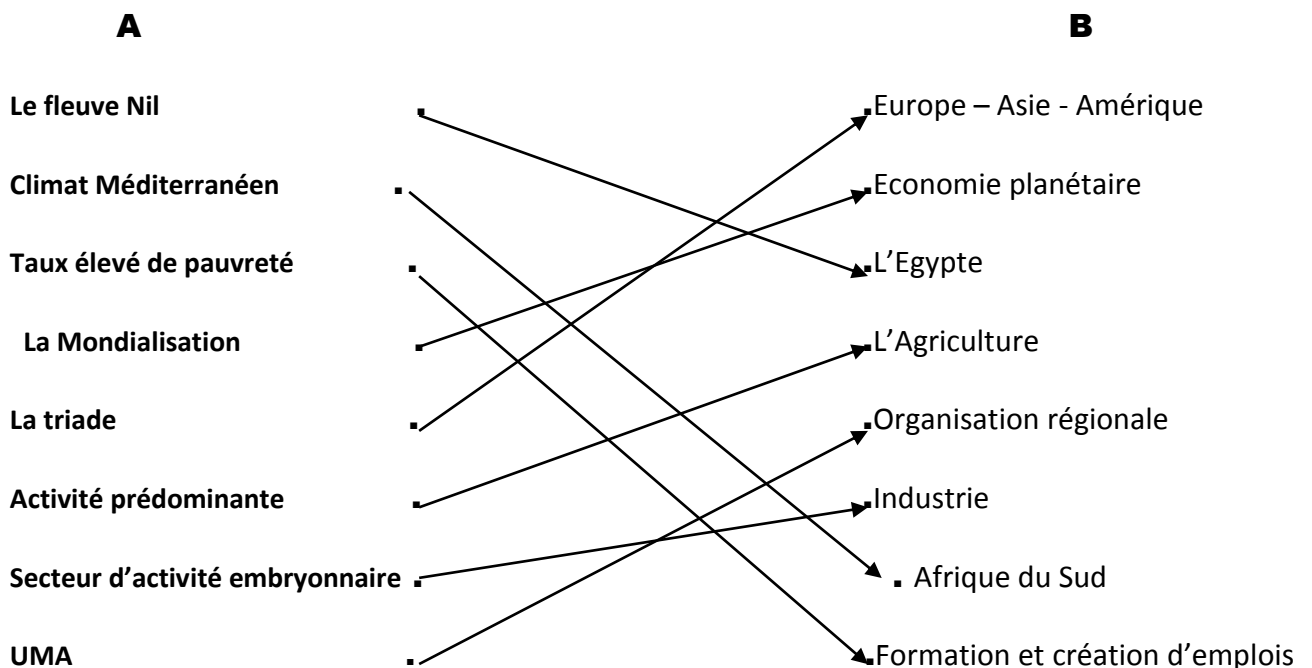 A B
Le fleuve Nil .Europe – Asie - Amérique
Climat Méditerranéen .Economie planétaire
Taux élevé de pauvreté .L’Egypte
La Mondialisation .L’Agriculture
La triade .Organisation régionale
Activité prédominante .Industrie
Secteur d’activité embryonnaire . . Afrique du Sud
UMA .Formation et création d’emplois